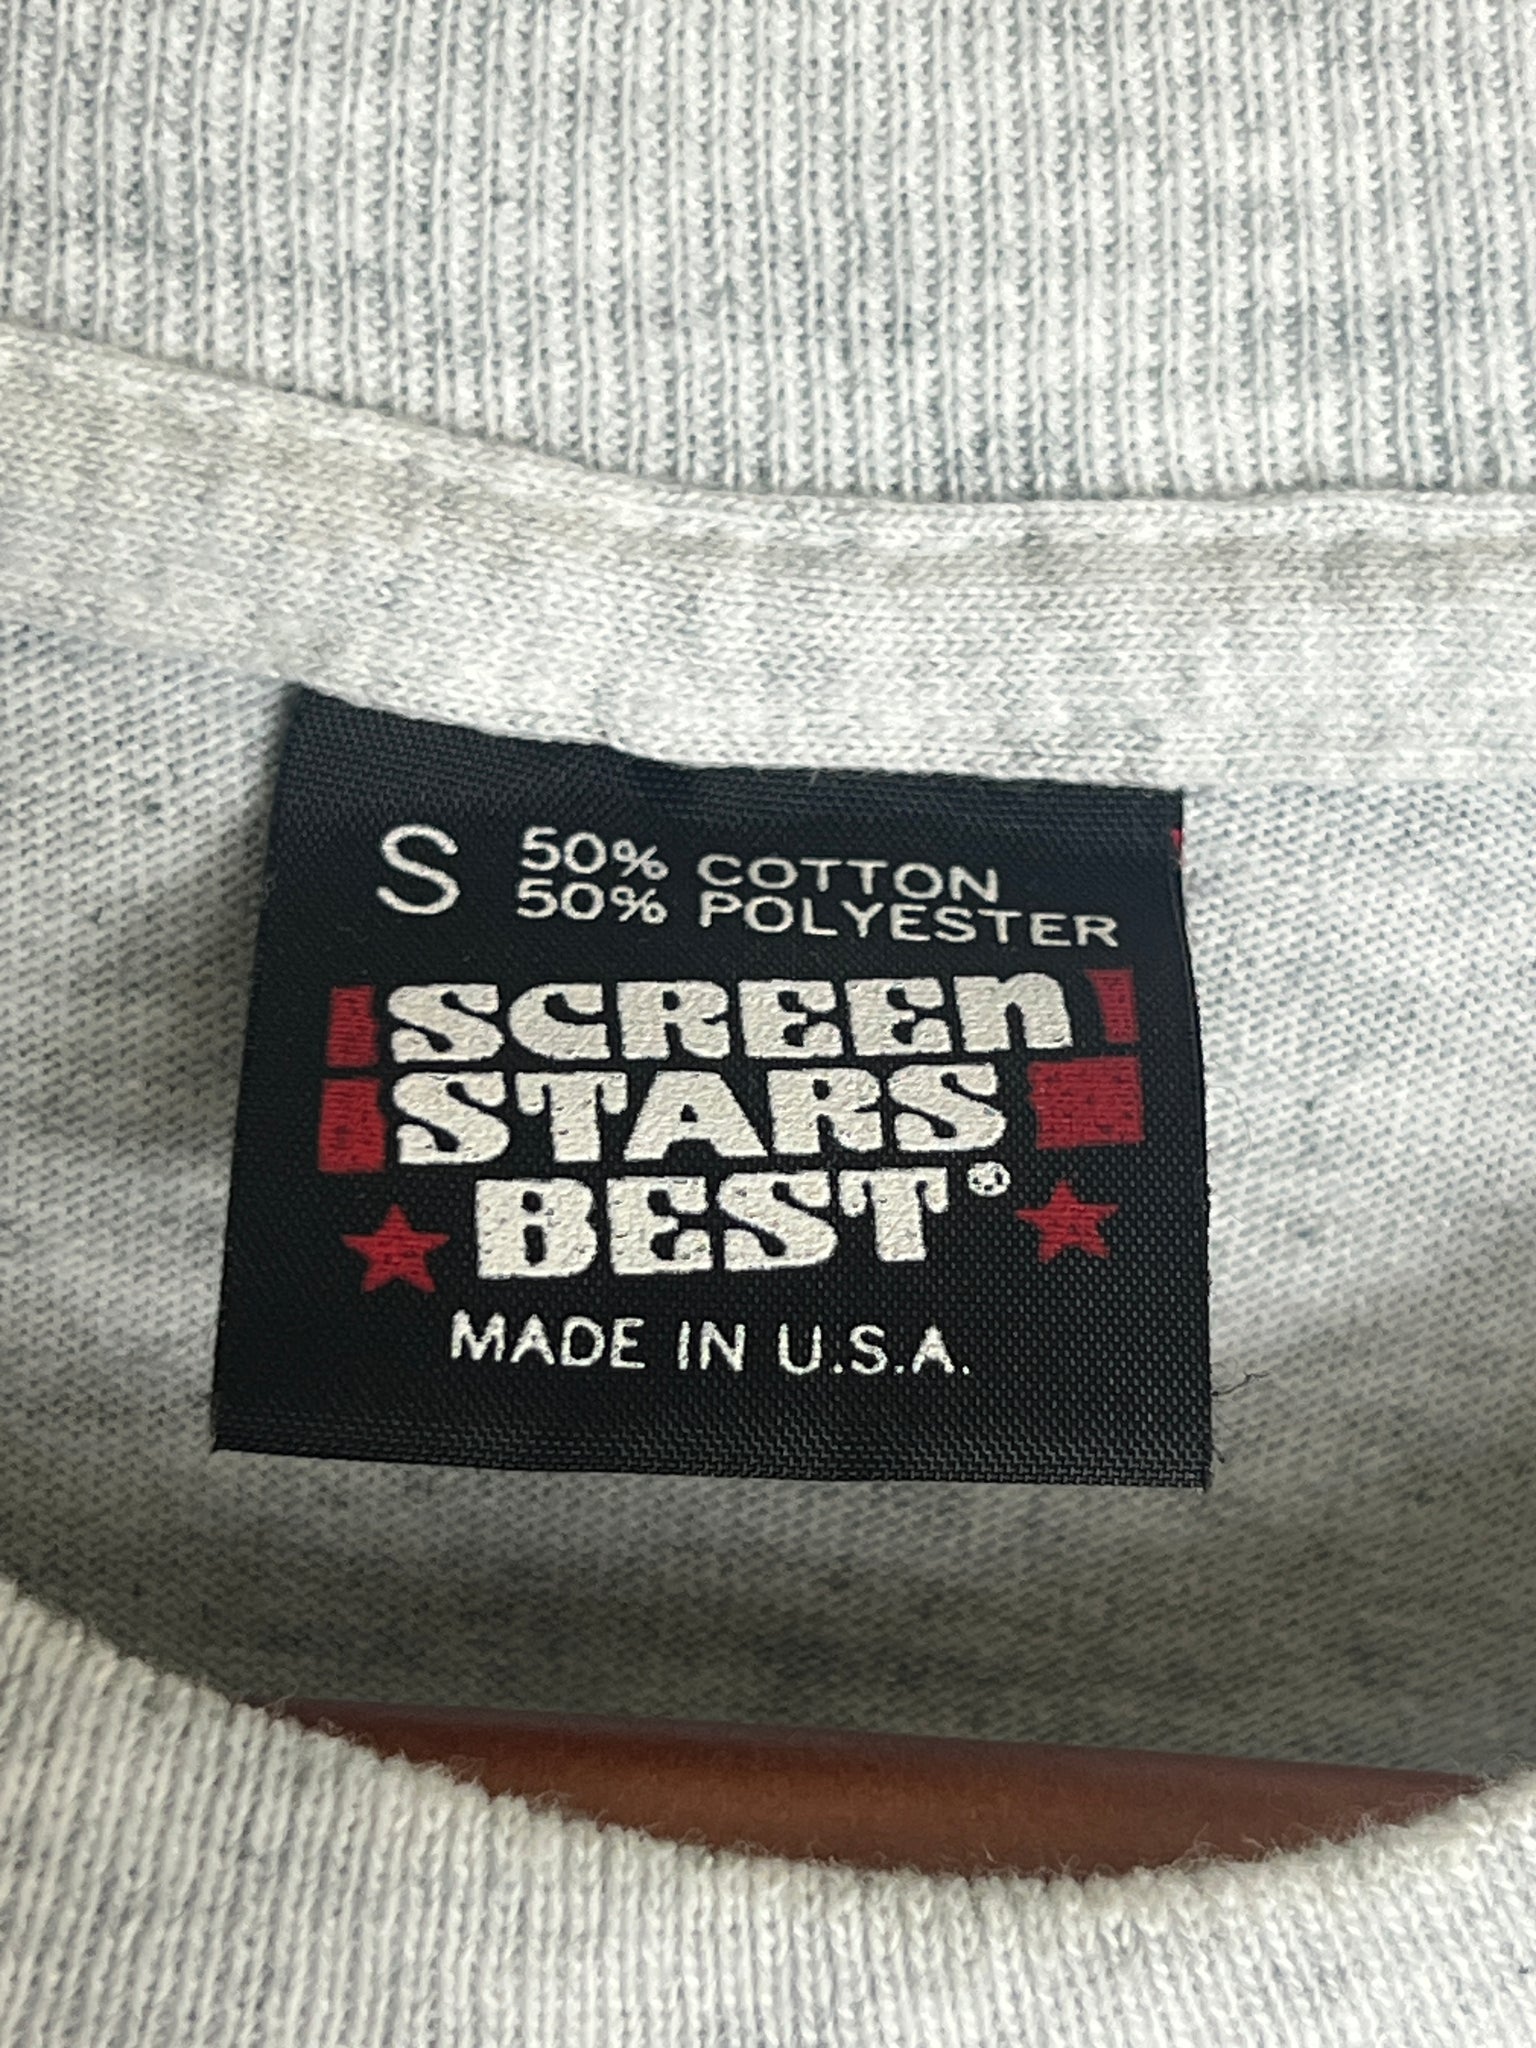 S 50% COTTON
50% POLYESTER
SCREEN
STARS
BEST®
MADE IN U.S.A.